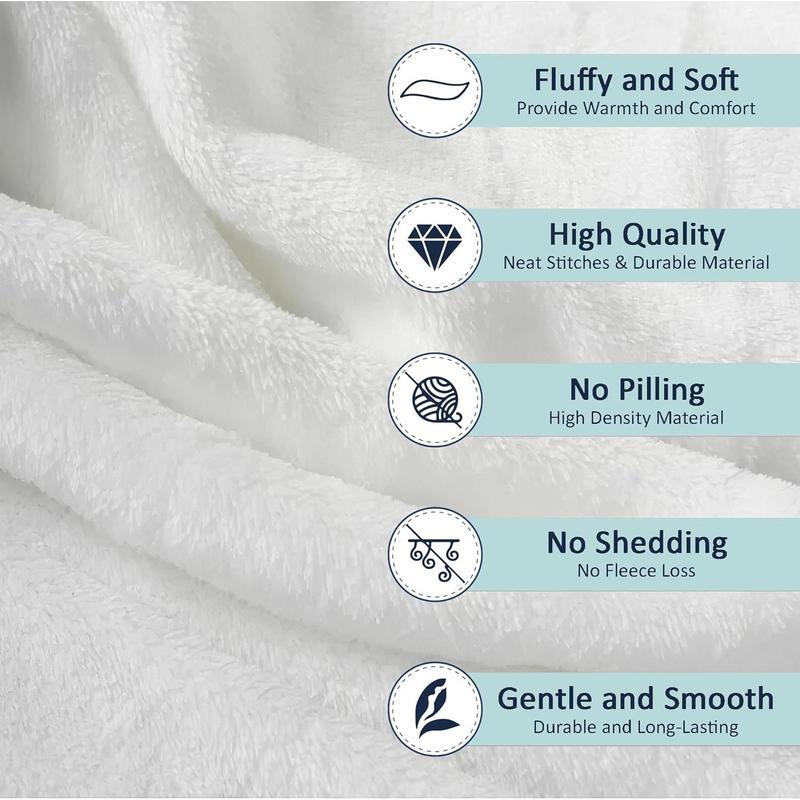 Fluffy and Soft
Provide Warmth and Comfort
High Quality
Neat Stitches & Durable Material
No Pilling
High Density Material
No Shedding
No Fleece Loss
Gentle and Smooth
Durable and Long-Lasting